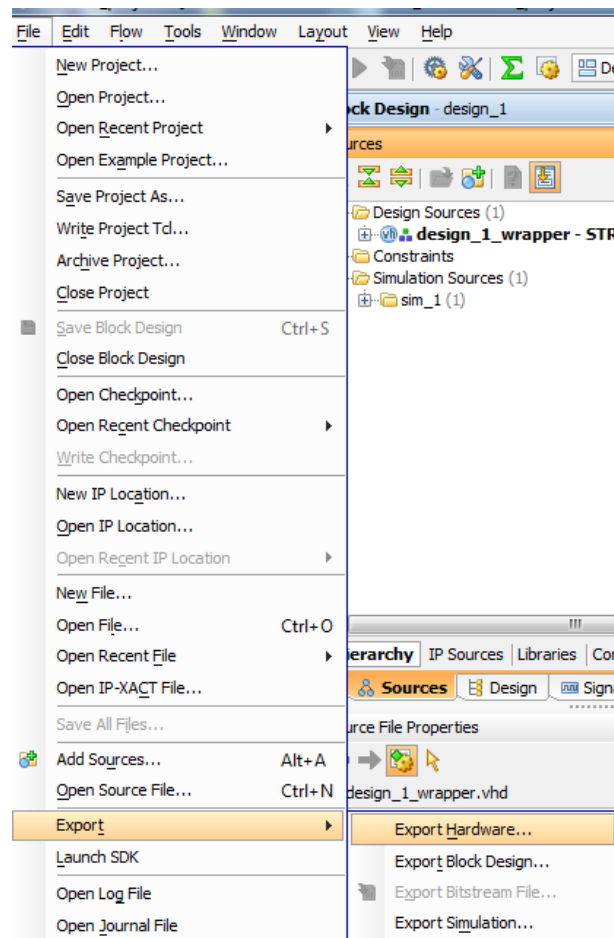 File Edit Flow Tools Window Layout View Help
New Project...
Open Project...
Open Recent Project
Open Example Project...
Save Project As...
Write Project Tcl...
Archive Project...
Close Project
Save Block Design Ctrl+S
Close Block Design
Open Checkpoint...
Open Recent Checkpoint
Write Checkpoint...
New IP Location...
Open IP Location...
Open Recent IP Location
New File...
Open File... Ctrl+O
Open Recent File
Open IP-XACT File...
Save All Files...
Add Sources... Alt+A
Open Source File... Ctrl+N
Export
Launch SDK
Open Log File
Open Journal File
Export Hardware...
Export Block Design...
Export Bitstream File...
Export Simulation...
De
ck Design - design_1
urces
Design Sources (1)
vh design_1_wrapper - STR
Constraints
Simulation Sources (1)
sim_1 (1)
ierarchy IP Sources Libraries Co
Sources Design Sign
urce File Properties
design_1_wrapper.vhd